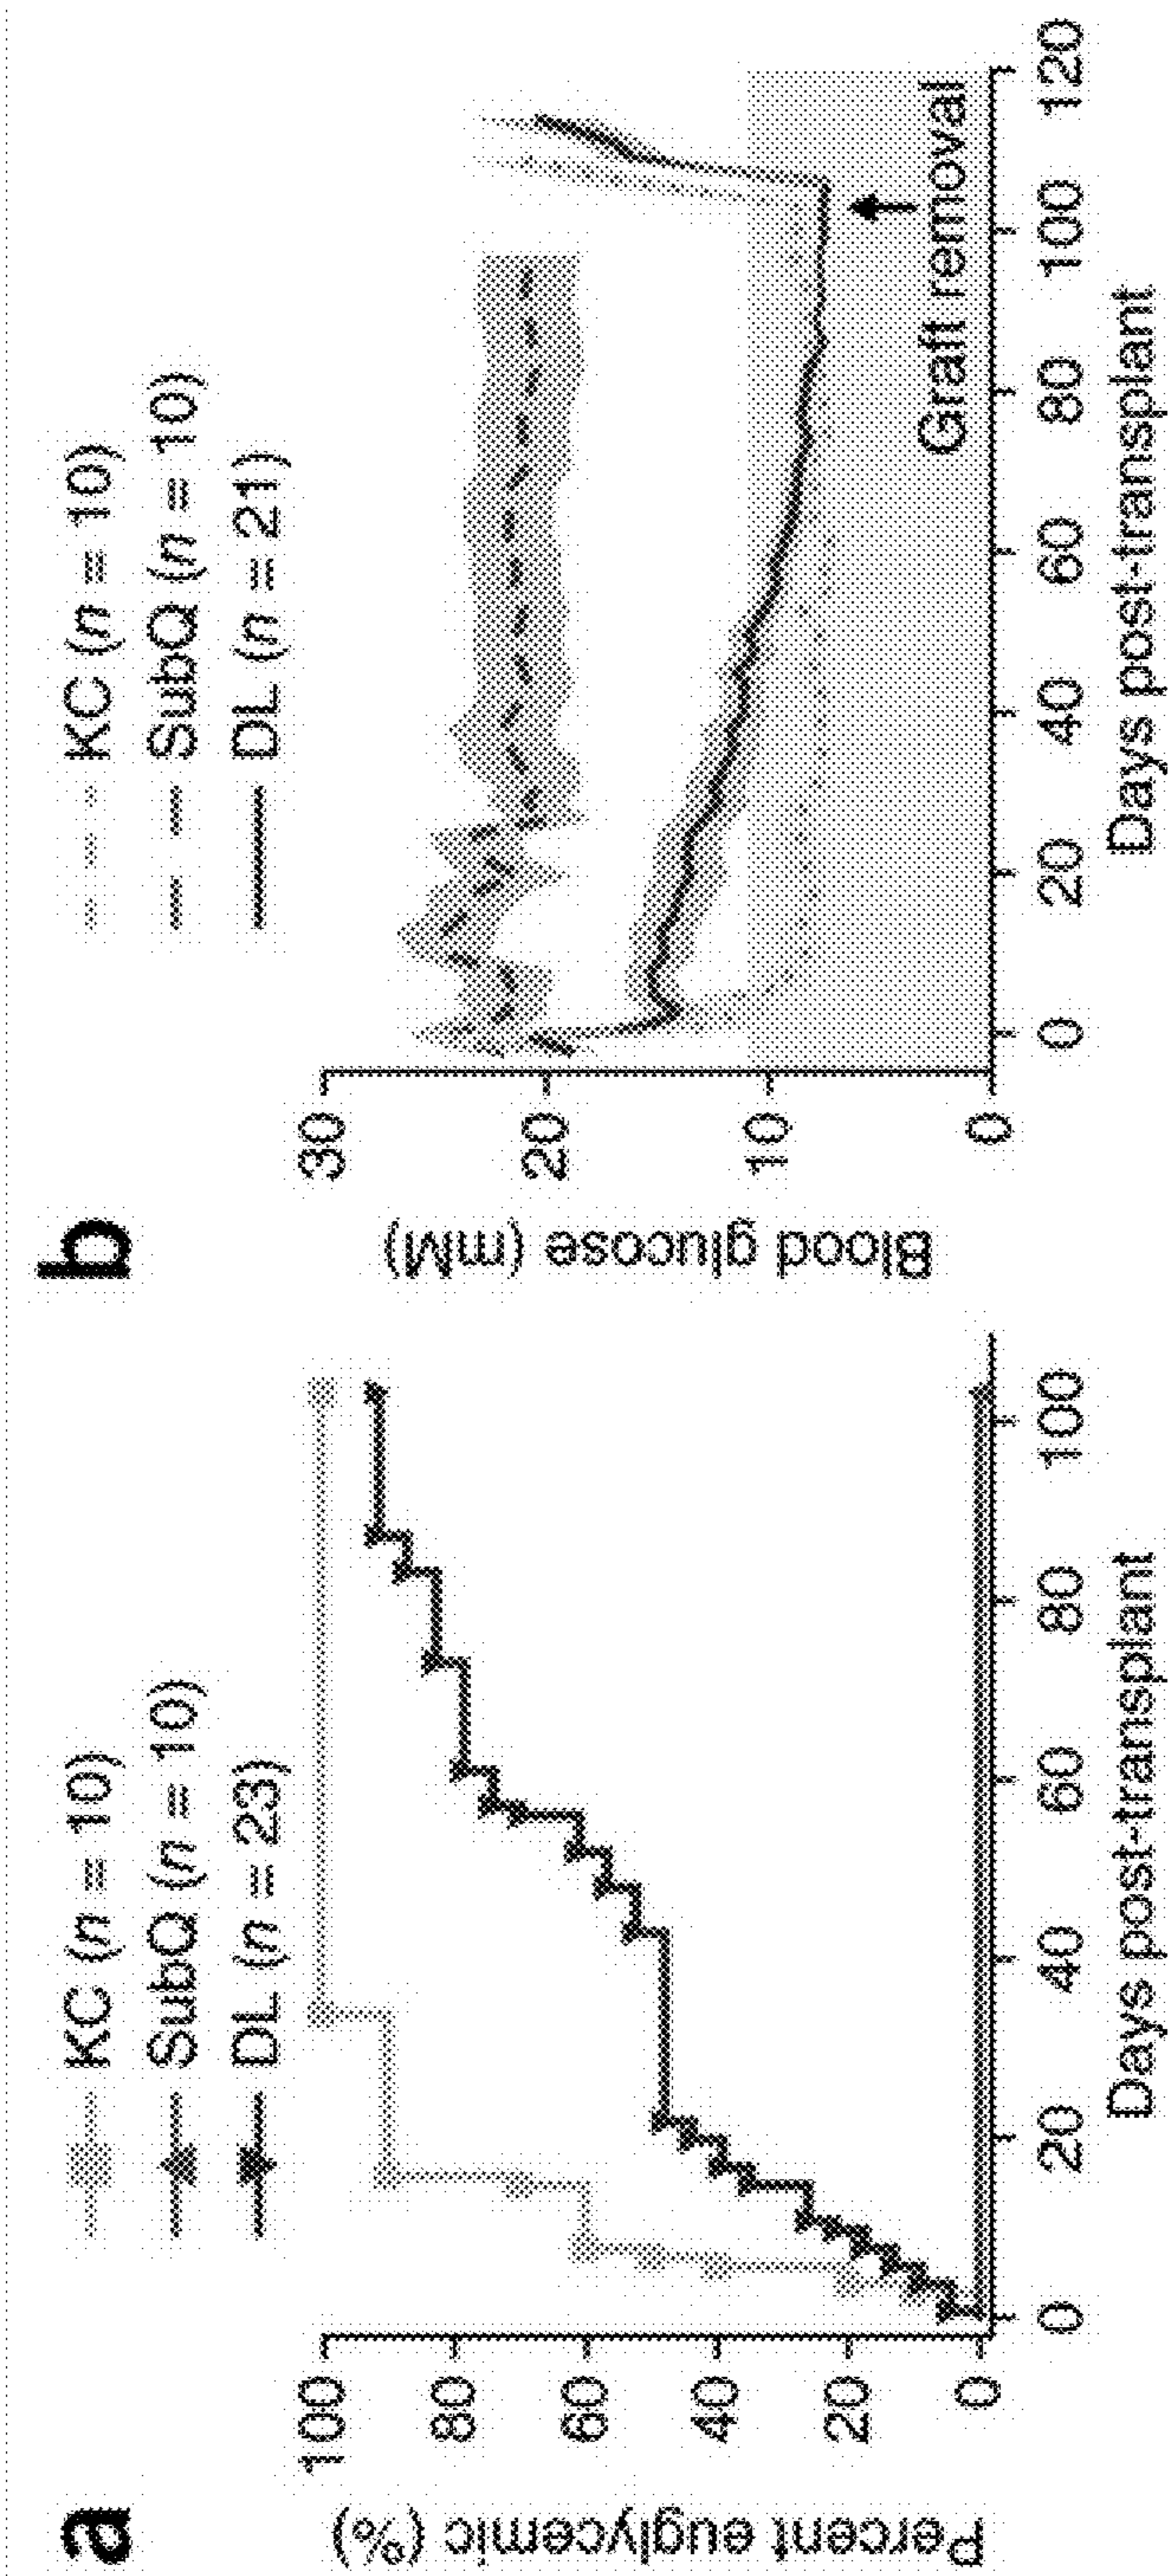 a
KC (n = 10)
SubQ (n = 10)
DL (n = 23)
Percent euglycemic (%)
100
80
60
40
20
0
0 20 40 60 80 100
Days post-transplant
b
KC (n = 10)
SubQ (n = 10)
DL (n = 21)
Blood glucose (mM)
30
20
10
0
Graft removal
0 20 40 60 80 100 120
Days post-transplant